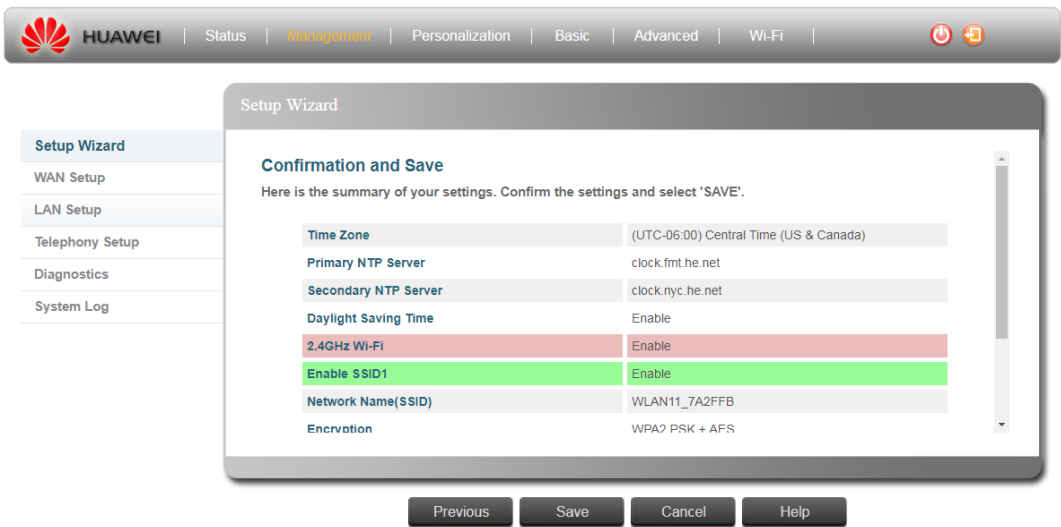 HUAWEI | Status | Management | Personalization | Basic | Advanced | Wi-Fi |
Setup Wizard
Setup Wizard
WAN Setup
LAN Setup
Telephony Setup
Diagnostics
System Log
Confirmation and Save
Here is the summary of your settings. Confirm the settings and select 'SAVE'.
Time Zone (UTC-06:00) Central Time (US & Canada)
Primary NTP Server clock.fmt.he.net
Secondary NTP Server clock.nyc.he.net
Daylight Saving Time Enable
2.4GHz Wi-Fi Enable
Enable SSID1 Enable
Network Name(SSID) WLAN11_7A2FFB
Encryption WPA2 PSK + AES
Previous Save Cancel Help